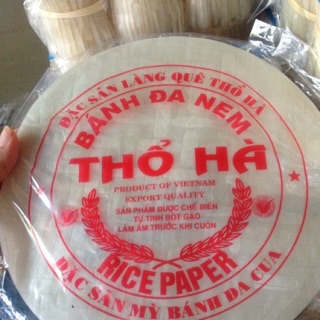 ĐẶC SẢN LÀNG QUÊ THỔ HÀ
BÁNH ĐA NEM
THỔ HÀ
PRODUCT OF VIETNAM
EXPORT QUALITY
SẢN PHẨM ĐƯỢC CHẾ BIẾN
TỪ TINH BỘT GẠO
LÀM ẨM TRƯỚC KHI CUỐN
RICE PAPER
ĐẶC SẢN MỲ BÁNH ĐA CUA